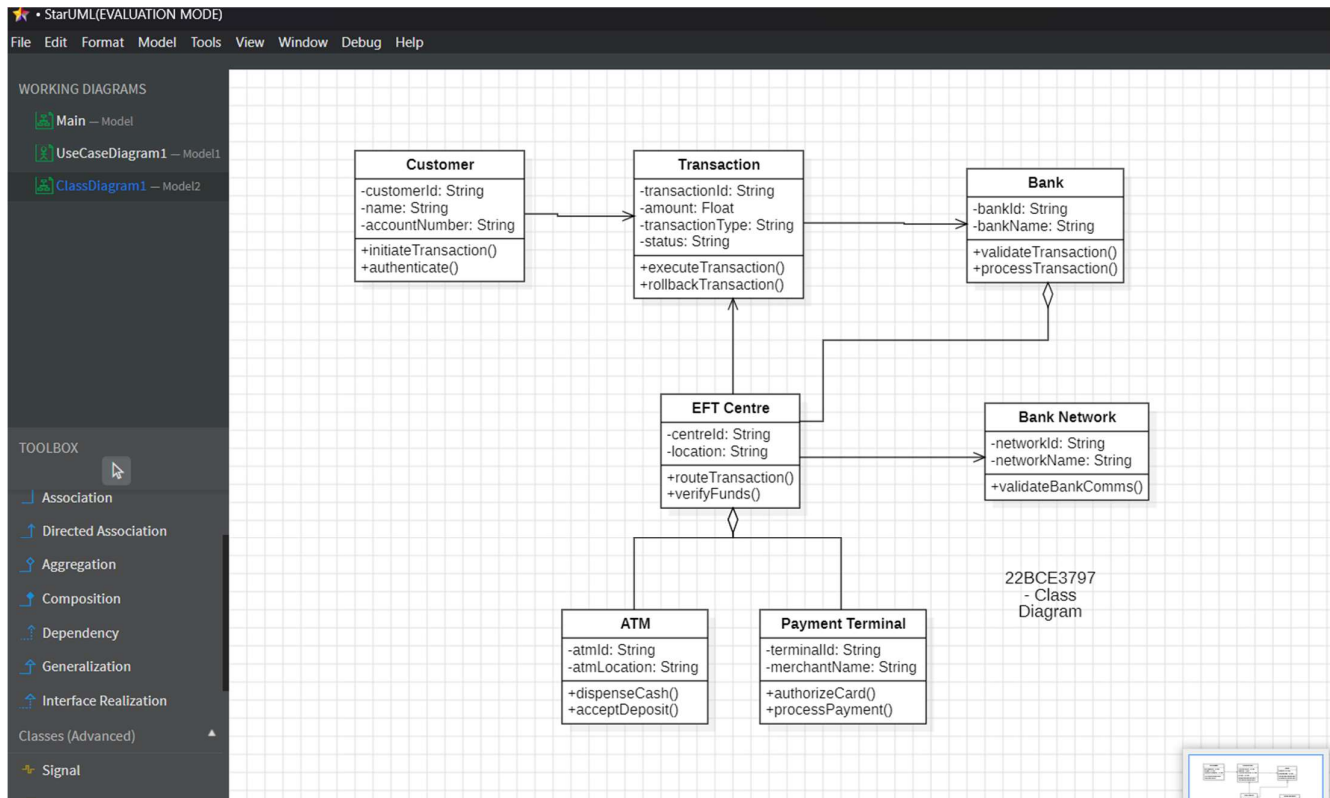 • StarUML(EVALUATION MODE)
File Edit Format Model Tools View Window Debug Help
WORKING DIAGRAMS
Main — Model
UseCaseDiagram1 — Model1
ClassDiagram1 — Model2
TOOLBOX
Association
Directed Association
Aggregation
Composition
Dependency
Generalization
Interface Realization
Classes (Advanced)
Signal
Customer
-customerId: String
-name: String
-accountNumber: String
+initiateTransaction()
+authenticate()
Transaction
-transactionId: String
-amount: Float
-transactionType: String
-status: String
+executeTransaction()
+rollbackTransaction()
Bank
-bankId: String
-bankName: String
+validateTransaction()
+processTransaction()
EFT Centre
-centreId: String
-location: String
+routeTransaction()
+verifyFunds()
Bank Network
-networkId: String
-networkName: String
+validateBankComms()
ATM
-atmId: String
-atmLocation: String
+dispenseCash()
+acceptDeposit()
Payment Terminal
-terminalId: String
-merchantName: String
+authorizeCard()
+processPayment()
22BCE3797
- Class
Diagram